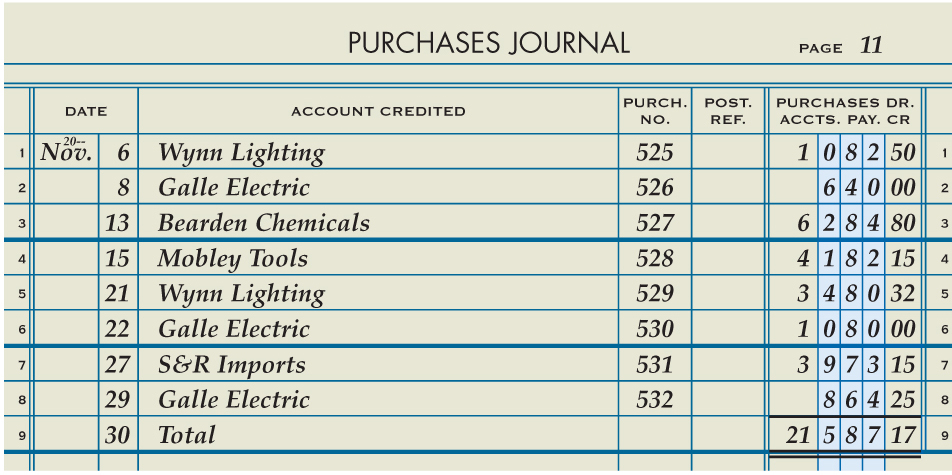 PURCHASES JOURNAL PAGE 11
DATE ACCOUNT CREDITED PURCH. NO. POST. REF. PURCHASES DR. ACCTS. PAY. CR
1 20-- Nov. 6 Wynn Lighting 525 1 082 50 1
2 8 Galle Electric 526 640 00 2
3 13 Bearden Chemicals 527 6 284 80 3
4 15 Mobley Tools 528 4 182 15 4
5 21 Wynn Lighting 529 3 480 32 5
6 22 Galle Electric 530 1 080 00 6
7 27 S&R Imports 531 3 973 15 7
8 29 Galle Electric 532 864 25 8
9 30 Total 21 587 17 9